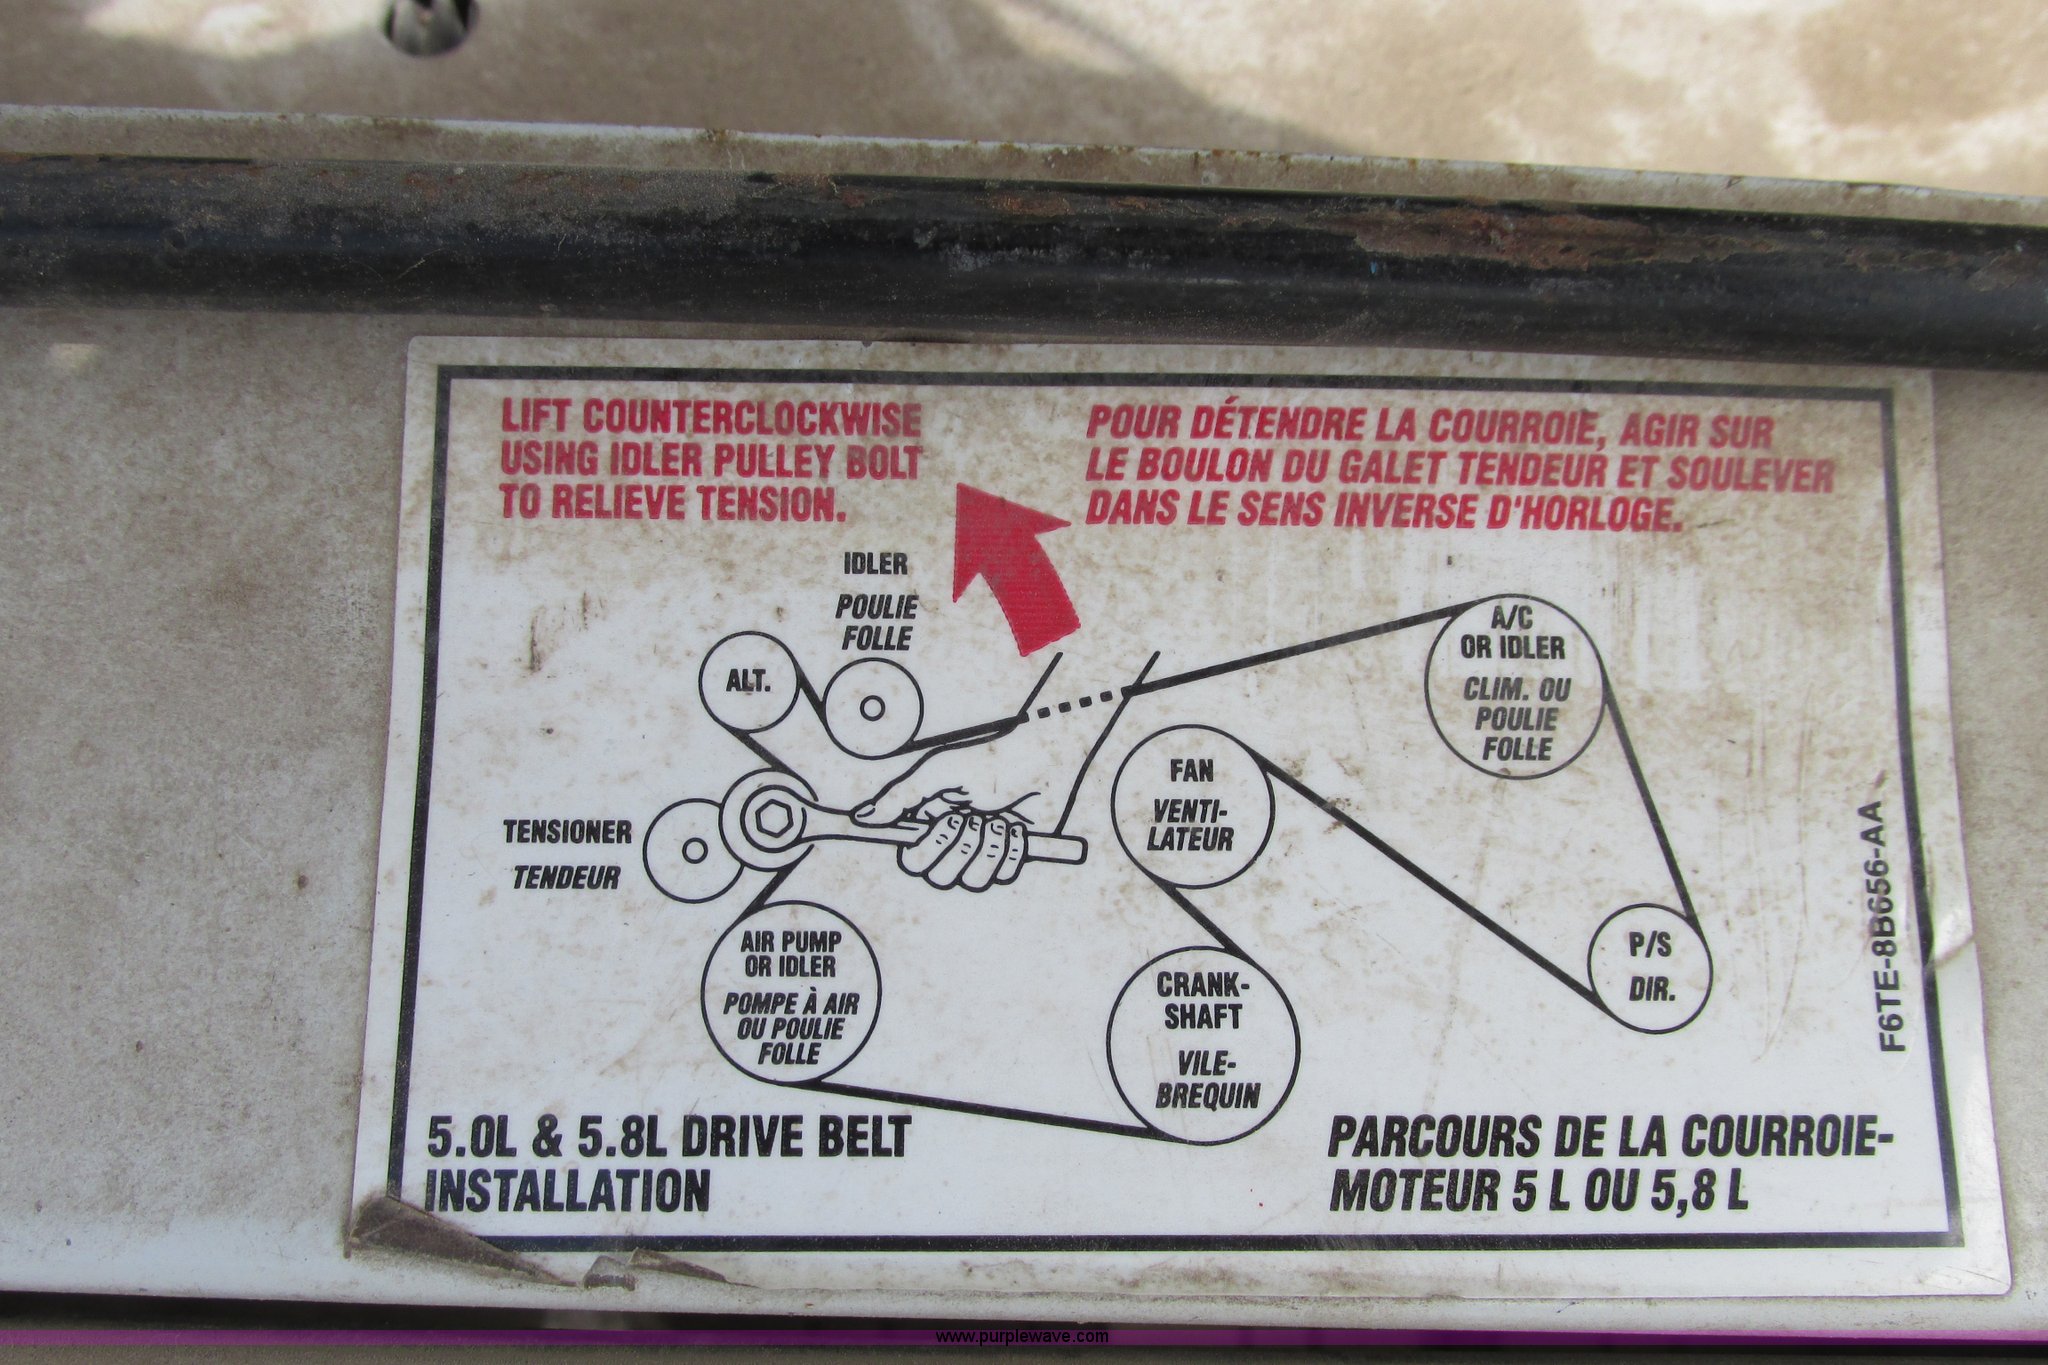 LIFT COUNTERCLOCKWISE
USING IDLER PULLEY BOLT
TO RELIEVE TENSION.
POUR DÉTENDRE LA COURROIE, AGIR SUR
LE BOULON DU GALET TENDEUR ET SOULEVER
DANS LE SENS INVERSE D'HORLOGE.
IDLER
POULIE
FOLLE
ALT.
A/C
OR IDLER
CLIM. OU
POULIE
FOLLE
FAN
VENTI-
LATEUR
TENSIONER
TENDEUR
AIR PUMP
OR IDLER
POMPE À AIR
OU POULIE
FOLLE
CRANK-
SHAFT
VILE-
BREQUIN
P/S
DIR.
F6TE-8B656-AA
5.0L & 5.8L DRIVE BELT
INSTALLATION
PARCOURS DE LA COURROIE-
MOTEUR 5 L OU 5,8 L
www.purplewave.com